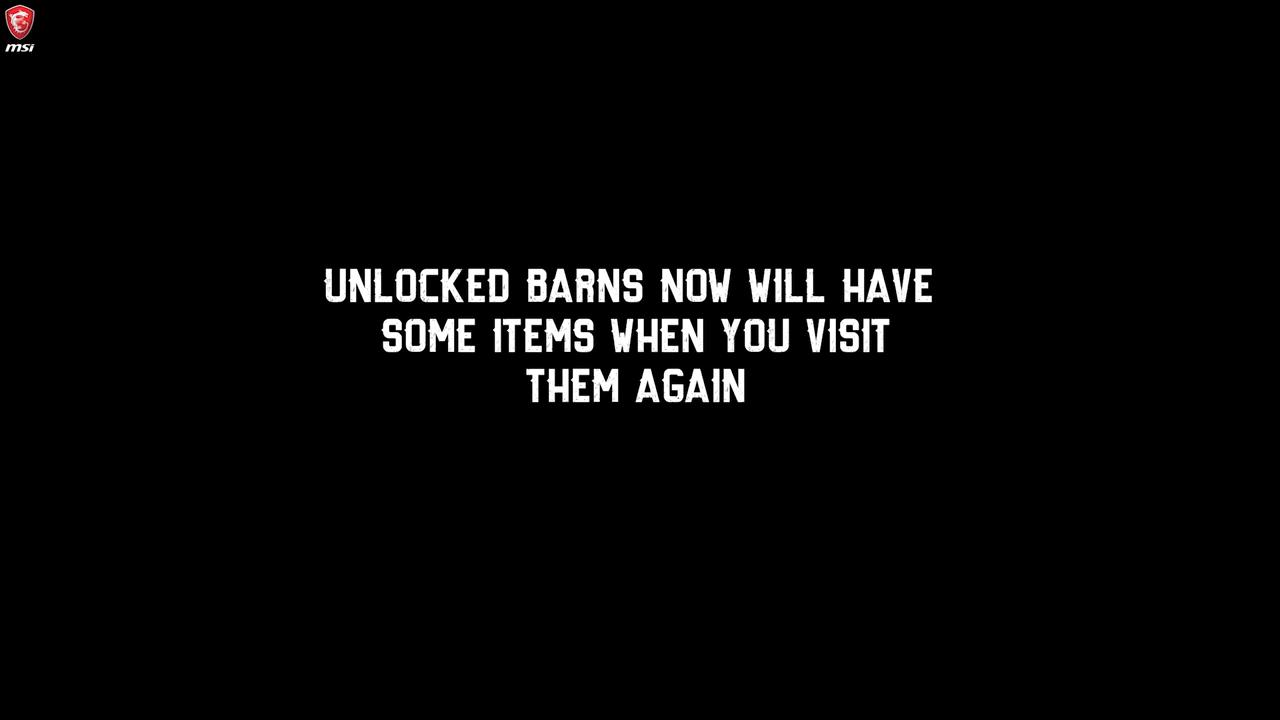 msi
UNLOCKED BARNS NOW WILL HAVE
SOME ITEMS WHEN YOU VISIT
THEM AGAIN